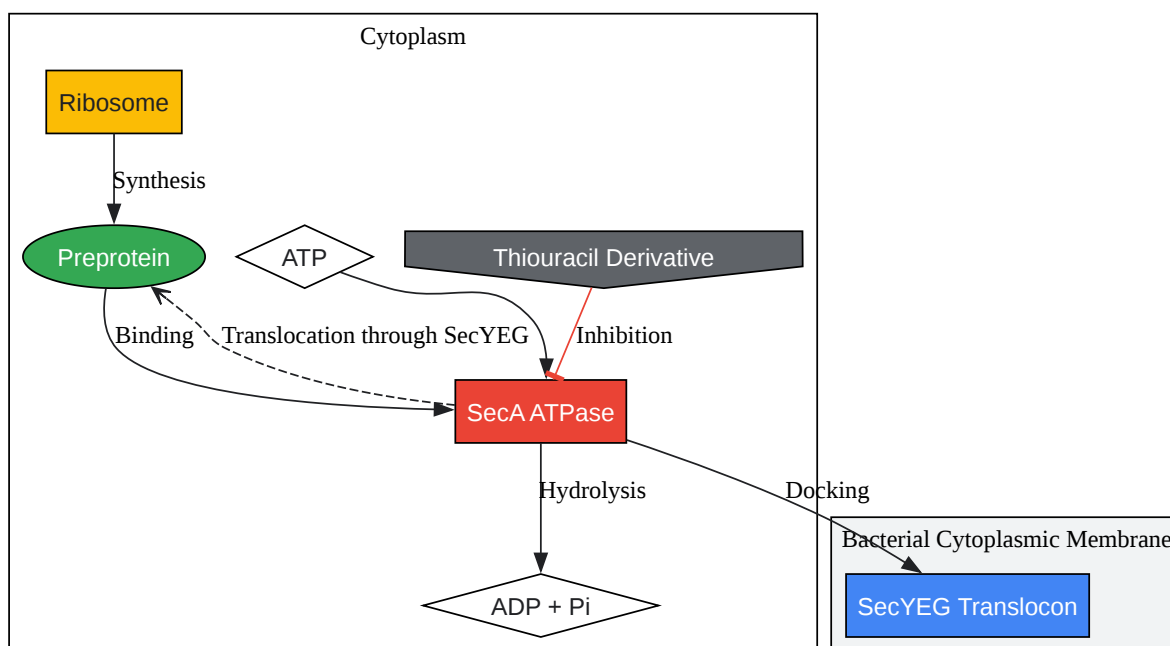 Cytoplasm
Ribosome
Synthesis
Preprotein
ATP
Thiouracil Derivative
Binding
Translocation through SecYEG
Inhibition
SecA ATPase
Hydrolysis
Docking
Bacterial Cytoplasmic Membrane
ADP + Pi
SecYEG Translocon